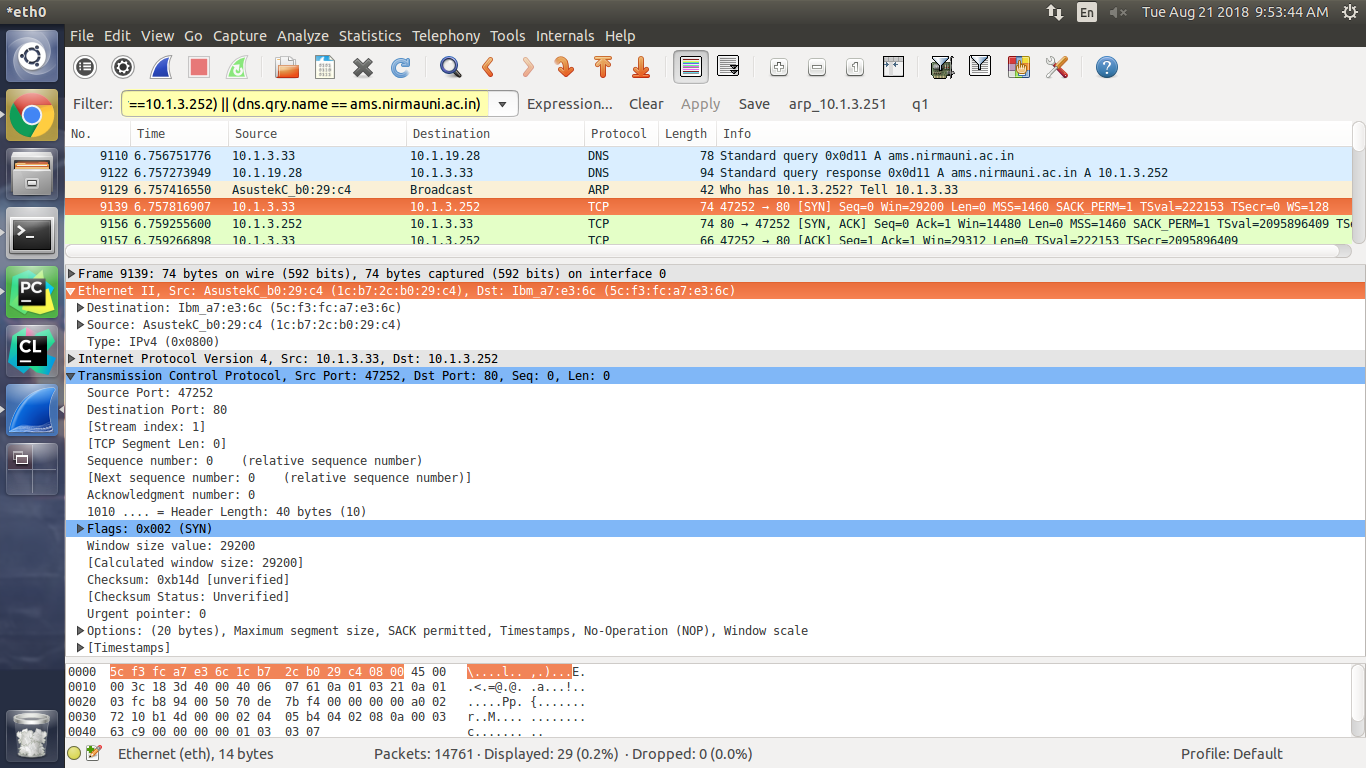 *eth0 En Tue Aug 21 2018 9:53:44 AM
File Edit View Go Capture Analyze Statistics Telephony Tools Internals Help
Filter: ==10.1.3.252) || (dns.qry.name == ams.nirmauni.ac.in) Expression... Clear Apply Save arp_10.1.3.251 q1
No. Time Source Destination Protocol Length Info
9110 6.756751776 10.1.3.33 10.1.19.28 DNS 78 Standard query 0x0d11 A ams.nirmauni.ac.in
9122 6.757273949 10.1.19.28 10.1.3.33 DNS 94 Standard query response 0x0d11 A ams.nirmauni.ac.in A 10.1.3.252
9129 6.757416550 AsustekC_b0:29:c4 Broadcast ARP 42 Who has 10.1.3.252? Tell 10.1.3.33
9139 6.757816907 10.1.3.33 10.1.3.252 TCP 74 47252 → 80 [SYN] Seq=0 Win=29200 Len=0 MSS=1460 SACK_PERM=1 TSval=222153 TSecr=0 WS=128
9156 6.759255600 10.1.3.252 10.1.3.33 TCP 74 80 → 47252 [SYN, ACK] Seq=0 Ack=1 Win=14480 Len=0 MSS=1460 SACK_PERM=1 TSval=2095896409 TSe
9157 6.759266898 10.1.3.33 10.1.3.252 TCP 66 47252 → 80 [ACK] Seq=1 Ack=1 Win=29312 Len=0 TSval=222153 TSecr=2095896409
Frame 9139: 74 bytes on wire (592 bits), 74 bytes captured (592 bits) on interface 0
Ethernet II, Src: AsustekC_b0:29:c4 (1c:b7:2c:b0:29:c4), Dst: Ibm_a7:e3:6c (5c:f3:fc:a7:e3:6c)
Destination: Ibm_a7:e3:6c (5c:f3:fc:a7:e3:6c)
Source: AsustekC_b0:29:c4 (1c:b7:2c:b0:29:c4)
Type: IPv4 (0x0800)
Internet Protocol Version 4, Src: 10.1.3.33, Dst: 10.1.3.252
Transmission Control Protocol, Src Port: 47252, Dst Port: 80, Seq: 0, Len: 0
Source Port: 47252
PC
Destination Port: 80
[Stream index: 1]
[TCP Segment Len: 0]
CL
Sequence number: 0 (relative sequence number)
[Next sequence number: 0 (relative sequence number)]
Acknowledgment number: 0
1010 .... = Header Length: 40 bytes (10)
Flags: 0x002 (SYN)
Window size value: 29200
[Calculated window size: 29200]
Checksum: 0xb14d [unverified]
[Checksum Status: Unverified]
Urgent pointer: 0
Options: (20 bytes), Maximum segment size, SACK permitted, Timestamps, No-Operation (NOP), Window scale
[Timestamps]
0000 5c f3 fc a7 e3 6c 1c b7 2c b0 29 c4 08 00 45 00 \....l.. ,.)...E.
0010 00 3c 18 3d 40 00 40 06 07 61 0a 01 03 21 0a 01 .<.=@.@. .a...!..
0020 03 fc b8 94 00 50 70 de 7b f4 00 00 00 00 a0 02 .....Pp. {.......
0030 72 10 b1 4d 00 00 02 04 05 b4 04 02 08 0a 00 03 r..M.... ........
0040 63 c9 00 00 00 00 01 03 03 07 c....... ..
Ethernet (eth), 14 bytes Packets: 14761 · Displayed: 29 (0.2%) · Dropped: 0 (0.0%) Profile: Default